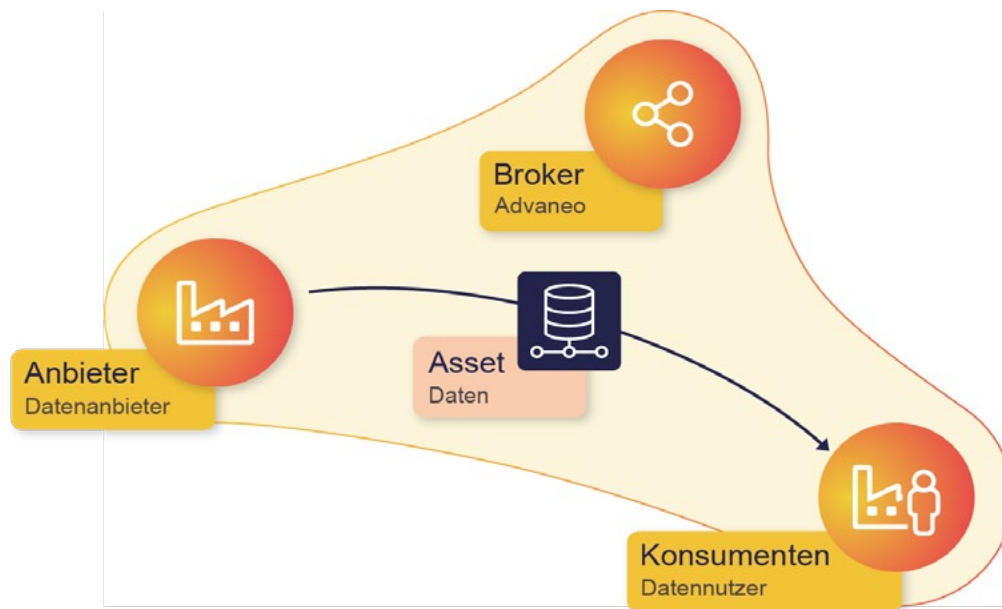 Broker
Advaneo
Anbieter
Datenanbieter
Asset
Daten
Konsumenten
Datennutzer